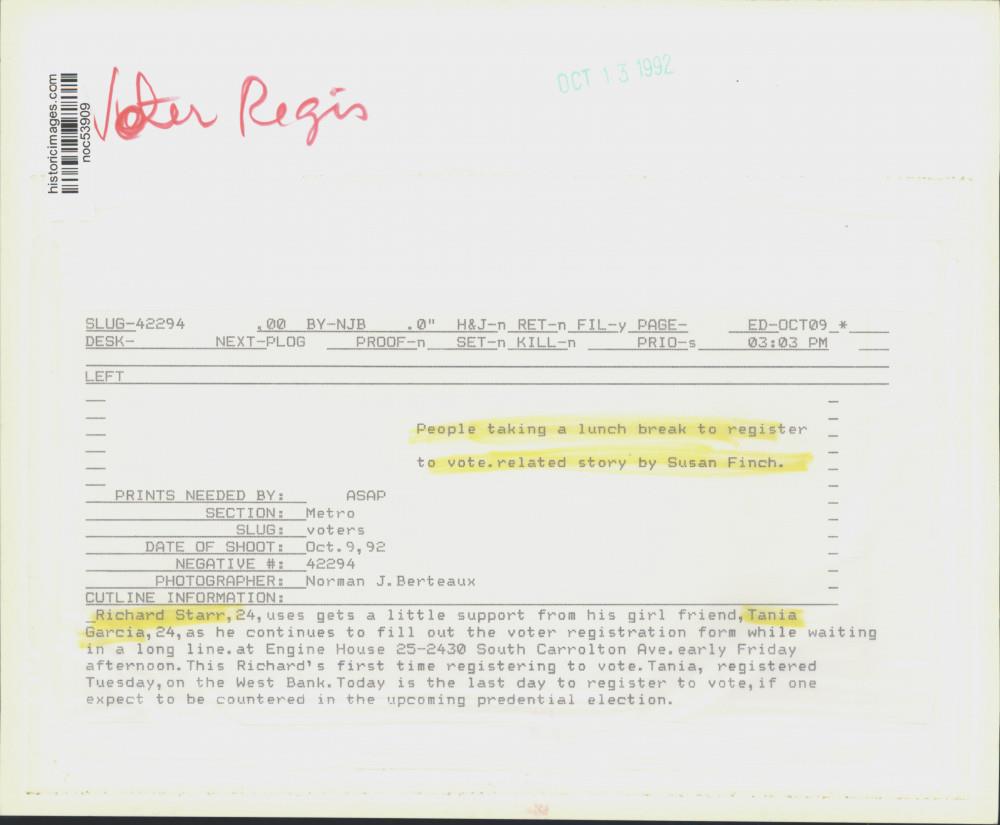 historicimages.com
noc53909
Voter Regis
OCT 13 1992
SLUG-42294 .00 BY-NJB .0" H&J-n RET-n FIL-y PAGE- ED-OCT09 *
DESK- NEXT-PLOG PROOF-n SET-n KILL-n PRIO-s 03:03 PM
LEFT
People taking a lunch break to register
to vote.related story by Susan Finch.
PRINTS NEEDED BY: ASAP
SECTION: Metro
SLUG: voters
DATE OF SHOOT: Oct.9,92
NEGATIVE #: 42294
PHOTOGRAPHER: Norman J.Berteaux
CUTLINE INFORMATION:
Richard Starr,24,uses gets a little support from his girl friend,Tania
Garcia,24,as he continues to fill out the voter registration form while waiting
in a long line.at Engine House 25-2430 South Carrolton Ave.early Friday
afternoon.This Richard's first time registering to vote.Tania, registered
Tuesday,on the West Bank.Today is the last day to register to vote,if one
expect to be countered in the upcoming predential election.